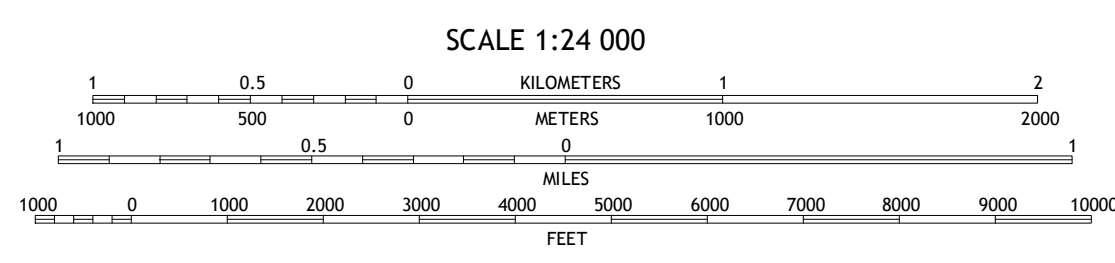 SCALE 1:24 000
1 0.5 0 KILOMETERS 1 2
1000 500 0 METERS 1000 2000
1 0.5 0 1
MILES
1000 0 1000 2000 3000 4000 5000 6000 7000 8000 9000 10000
FEET